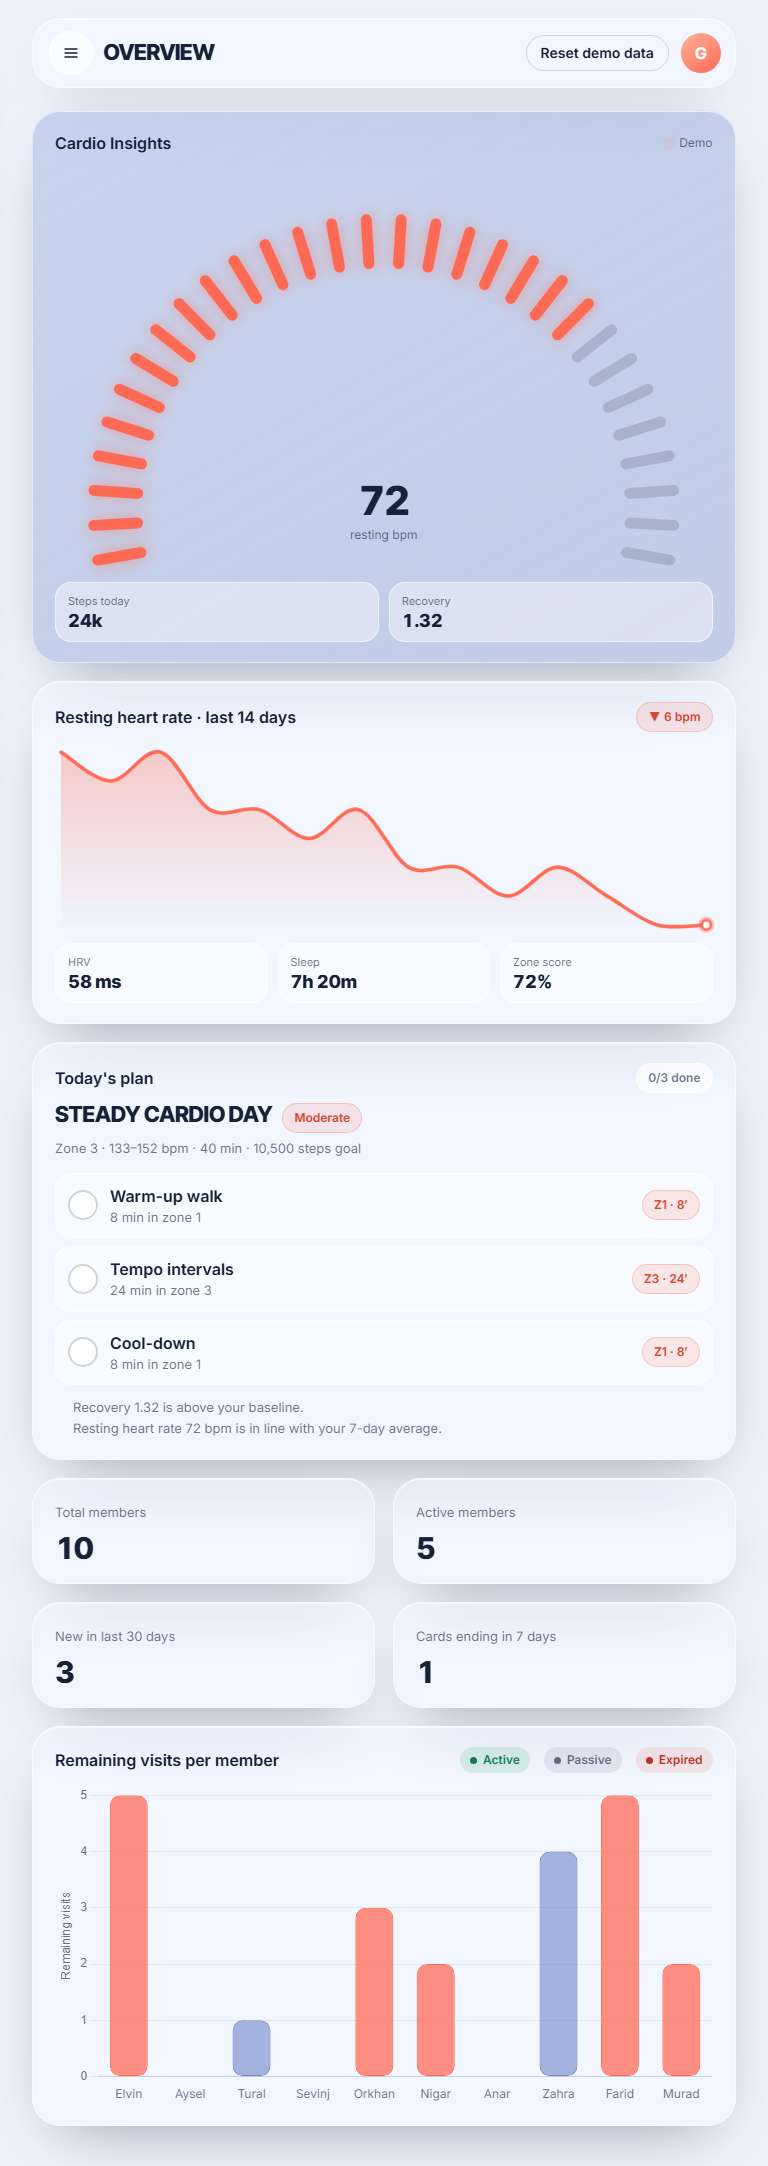 OVERVIEW
Reset demo data
G
Cardio Insights
Demo
72
resting bpm
Steps today
24k
Recovery
1.32
Resting heart rate · last 14 days
▼ 6 bpm
HRV
58 ms
Sleep
7h 20m
Zone score
72%
Today's plan
0/3 done
STEADY CARDIO DAY
Moderate
Zone 3 · 133–152 bpm · 40 min · 10,500 steps goal
Warm-up walk
8 min in zone 1
Z1 · 8′
Tempo intervals
24 min in zone 3
Z3 · 24′
Cool-down
8 min in zone 1
Z1 · 8′
Recovery 1.32 is above your baseline.
Resting heart rate 72 bpm is in line with your 7-day average.
Total members
10
Active members
5
New in last 30 days
3
Cards ending in 7 days
1
Remaining visits per member
Active
Passive
Expired
Remaining visits
5
4
3
2
1
0
Elvin
Aysel
Tural
Sevinj
Orkhan
Nigar
Anar
Zahra
Farid
Murad